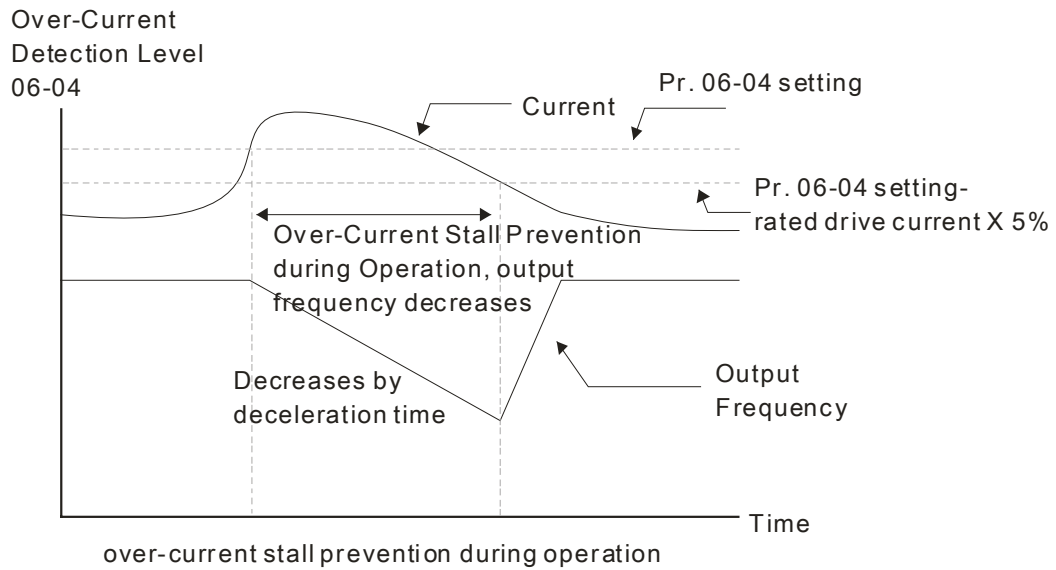 Over-Current
Detection Level
06-04
Pr. 06-04 setting
Current
Pr. 06-04 setting-
rated drive current X 5%
Over-Current Stall Prevention
during Operation, output
frequency decreases
Decreases by
deceleration time
Output
Frequency
Time
over-current stall prevention during operation